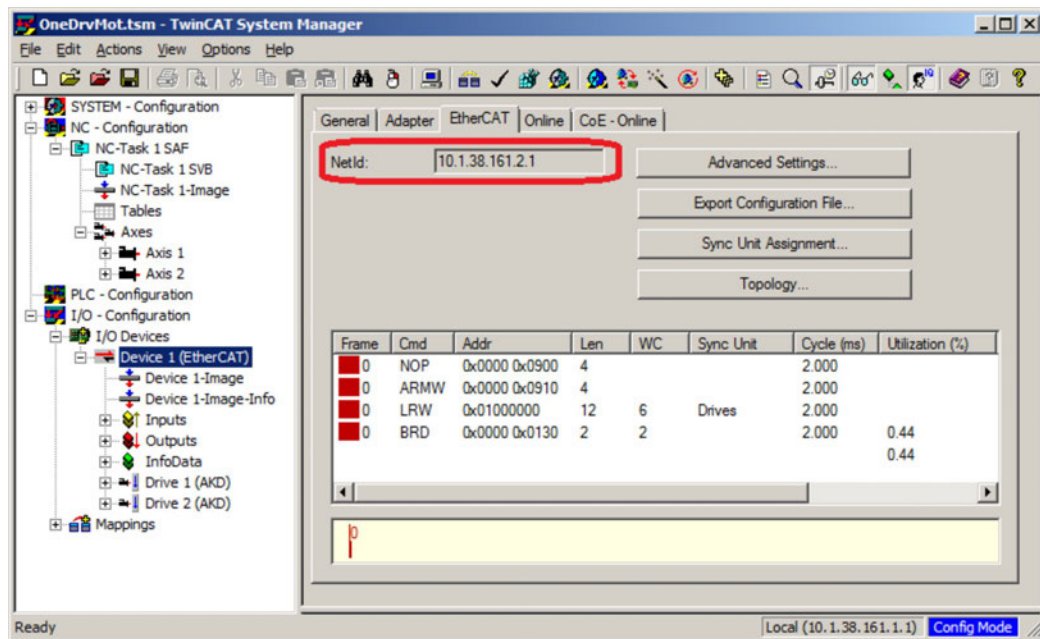 OneDrvMot.tsm - TwinCAT System Manager
File Edit Actions View Options Help
SYSTEM - Configuration
NC - Configuration
NC-Task 1 SAF
NC-Task 1 SVB
NC-Task 1-Image
Tables
Axes
Axis 1
Axis 2
PLC - Configuration
I/O - Configuration
I/O Devices
Device 1 (EtherCAT)
Device 1-Image
Device 1-Image-Info
Inputs
Outputs
InfoData
Drive 1 (AKD)
Drive 2 (AKD)
Mappings
General Adapter EtherCAT Online CoE - Online
NetId: 10.1.38.161.2.1
Advanced Settings...
Export Configuration File...
Sync Unit Assignment...
Topology...
Frame Cmd Addr Len WC Sync Unit Cycle (ms) Utilization (%)
0 NOP 0x0000 0x0900 4 2.000
0 ARMW 0x0000 0x0910 4 2.000
0 LRW 0x01000000 12 6 Drives 2.000
0 BRD 0x0000 0x0130 2 2 2.000 0.44
0.44
0
Ready Local (10.1.38.161.1.1) Config Mode